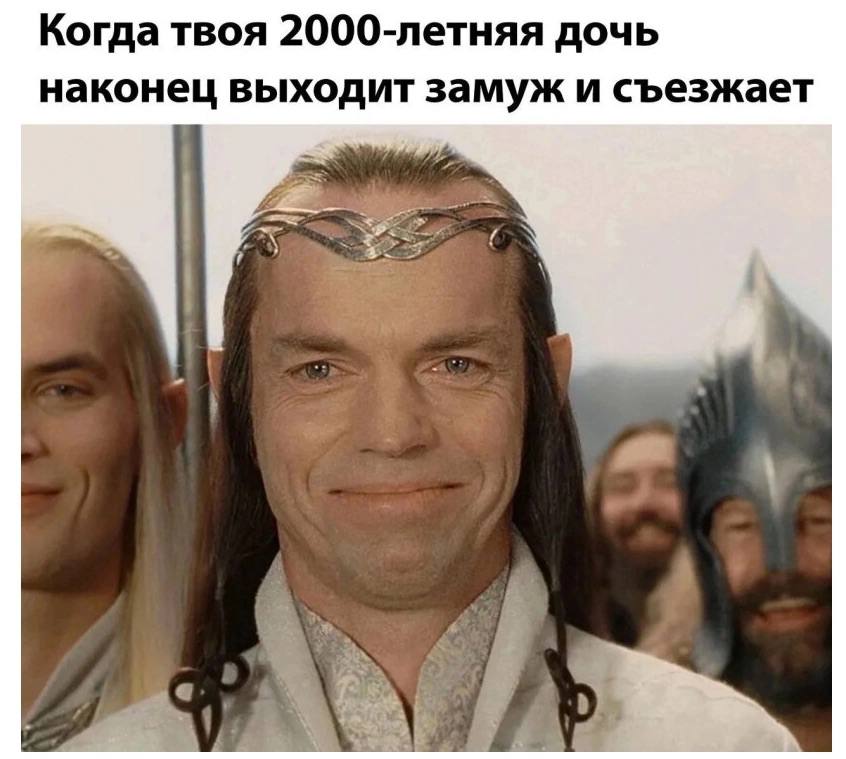 Когда твоя 2000-летняя дочь
наконец выходит замуж и съезжает